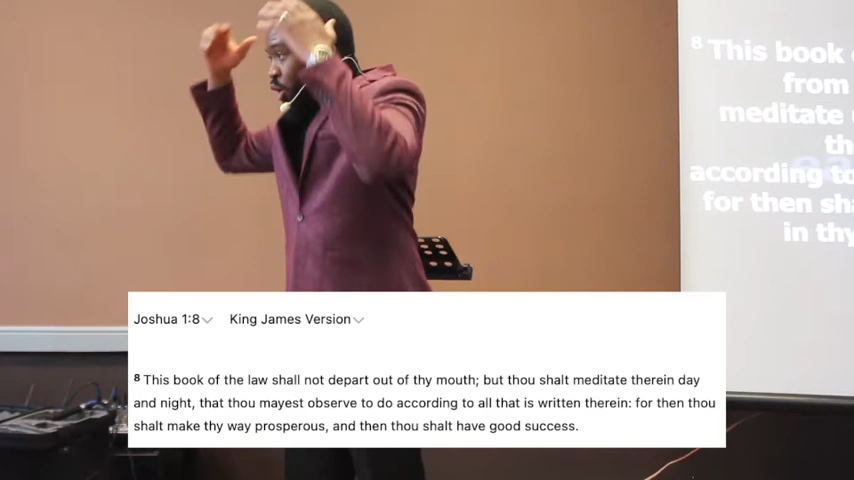 8 This book
from
meditate
th
according to
for then sh
in thy
Joshua 1:8 King James Version
8 This book of the law shall not depart out of thy mouth; but thou shalt meditate therein day
and night, that thou mayest observe to do according to all that is written therein: for then thou
shalt make thy way prosperous, and then thou shalt have good success.